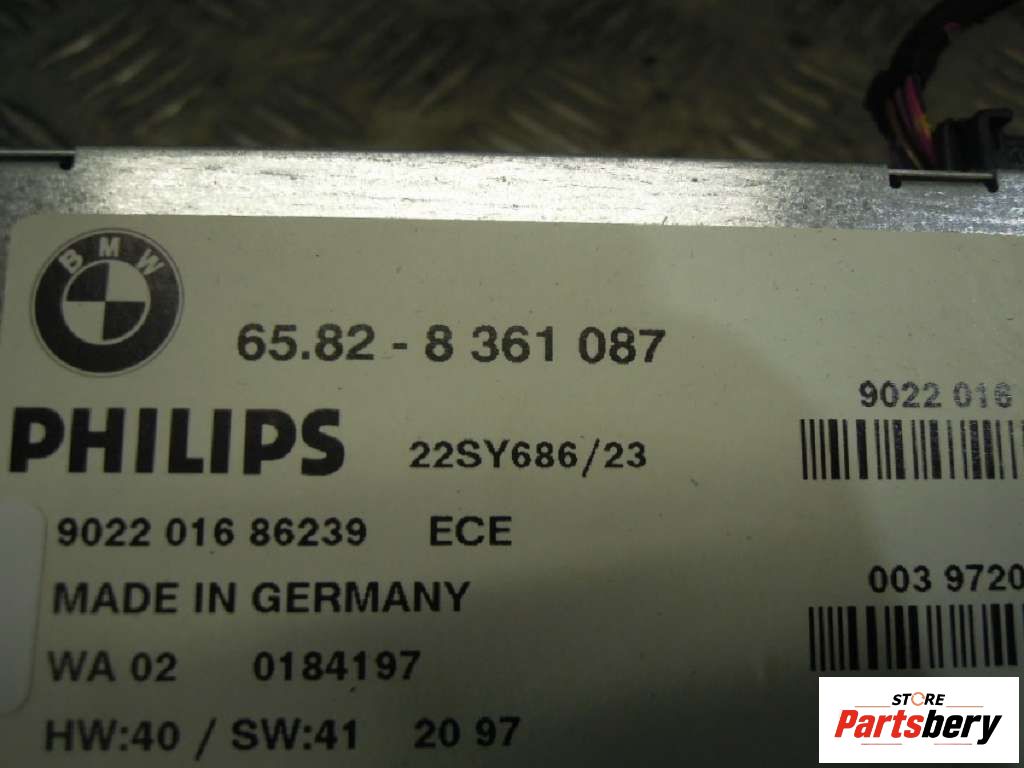 BMW
65.82 - 8 361 087
9022 016
PHILIPS 22SY686/23
9022 016 86239 ECE
003 9720
MADE IN GERMANY
WA 02 0184197
HW:40 / SW:41 20 97
STORE
Partsbery